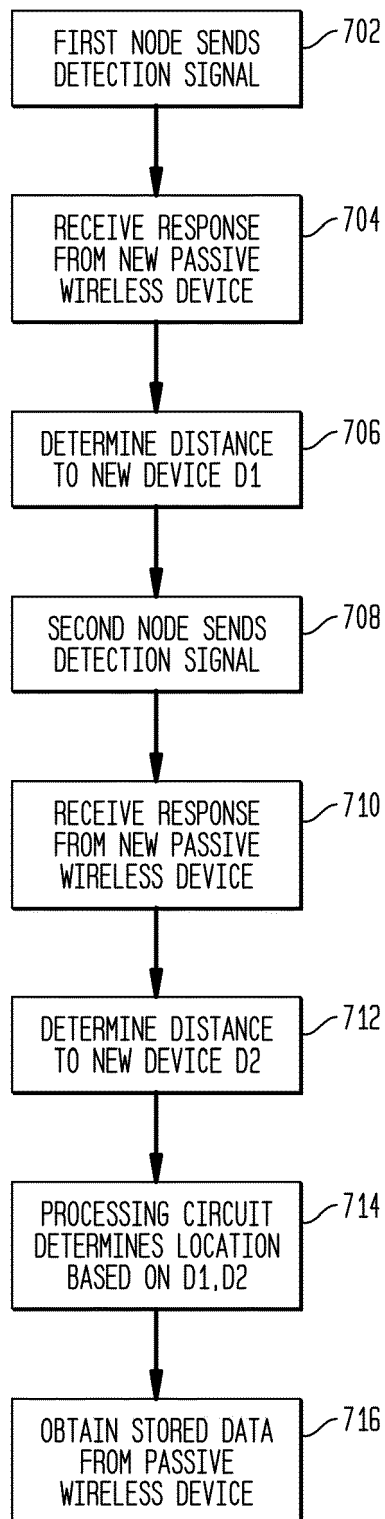 FIRST NODE SENDS
DETECTION SIGNAL
702
RECEIVE RESPONSE
FROM NEW PASSIVE
WIRELESS DEVICE
704
DETERMINE DISTANCE
TO NEW DEVICE D1
706
SECOND NODE SENDS
DETECTION SIGNAL
708
RECEIVE RESPONSE
FROM NEW PASSIVE
WIRELESS DEVICE
710
DETERMINE DISTANCE
TO NEW DEVICE D2
712
PROCESSING CIRCUIT
DETERMINES LOCATION
BASED ON D1,D2
714
OBTAIN STORED DATA
FROM PASSIVE
WIRELESS DEVICE
716